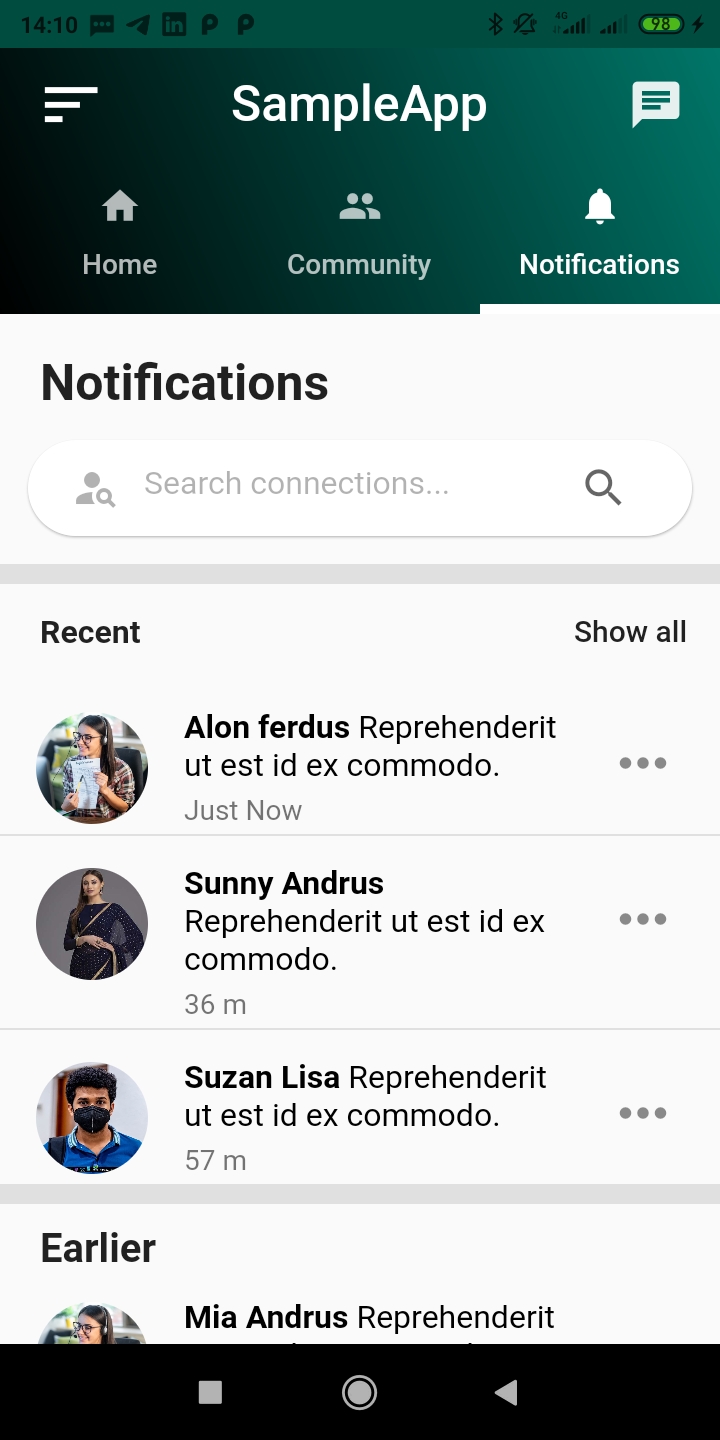 14:10
4G
98
SampleApp
Home
Community
Notifications
Notifications
Search connections...
Recent
Show all
Alon ferdus Reprehenderit
ut est id ex commodo.
Just Now
Sunny Andrus
Reprehenderit ut est id ex
commodo.
36 m
Suzan Lisa Reprehenderit
ut est id ex commodo.
57 m
Earlier
Mia Andrus Reprehenderit